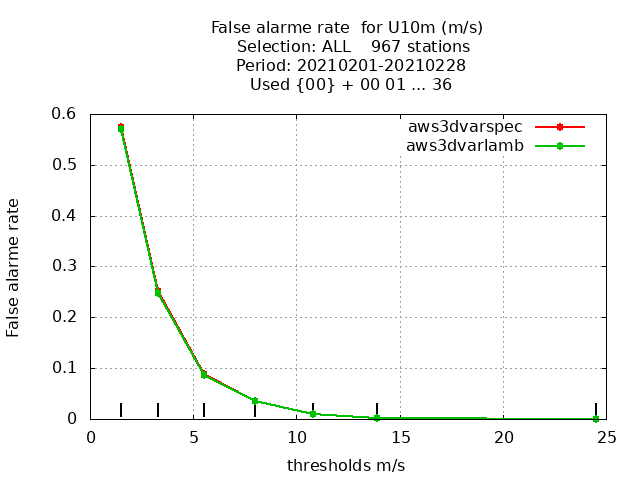 False alarme rate  for U10m (m/s)
Selection: ALL    967 stations
Period: 20210201-20210228
Used {00} + 00 01 ... 36
aws3dvarspec
aws3dvarlamb
False alarme rate
0.6
0.5
0.4
0.3
0.2
0.1
0
0 5 10 15 20 25
thresholds m/s